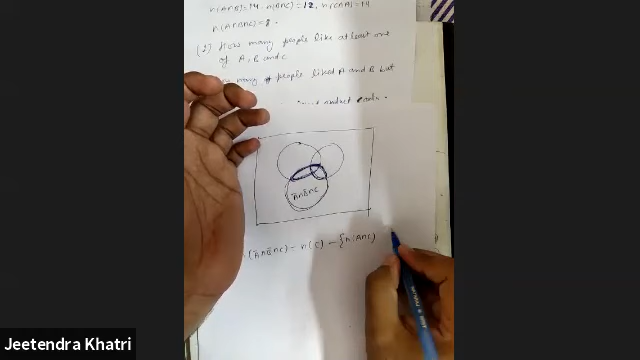 n(A∩B)=14. n(B∩C)=12, n(C∩A)=14
n(A∩B∩C)=8.
(2) How many people like at least one
of A, B and C
many people liked A and B but
product
A̅∩B̅∩C
(A̅∩B̅∩C) = n(C) - {n(A∩C)
Jeetendra Khatri